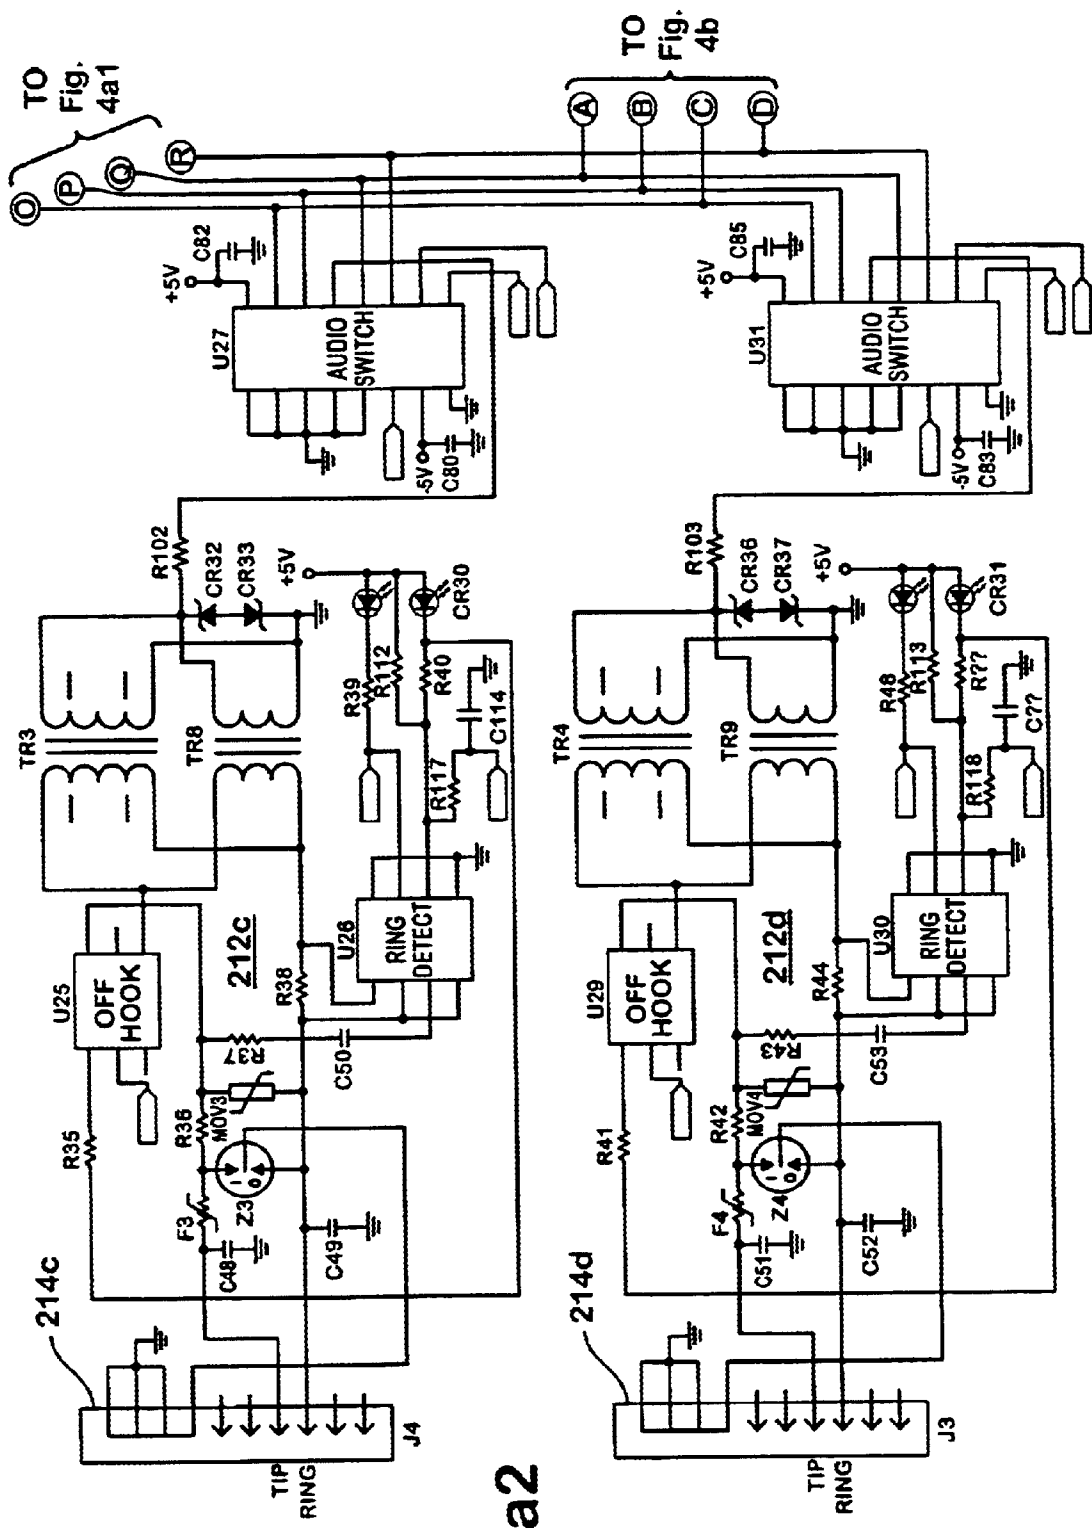 TO
Fig.
4a1
O
P
Q
R
TO
Fig.
4b
A
B
C
D
214c
J4
TIP
RING
C48
C49
F3
Z3
R35
R36
MOV3
R37
C50
U25
OFF
HOOK
212c
R38
U26
RING
DETECT
TR3
TR8
R39
R112
R40
R117
C114
CR30
+5V
CR32
CR33
R102
U27
AUDIO
SWITCH
+5V
C82
-5V
C80
a2
214d
J3
TIP
RING
C51
C52
F4
Z4
R41
R42
MOV4
R43
C53
U29
OFF
HOOK
212d
R44
U30
RING
DETECT
TR4
TR9
R48
R113
R??
R118
C??
CR31
+5V
CR36
CR37
R103
U31
AUDIO
SWITCH
+5V
C85
-5V
C83